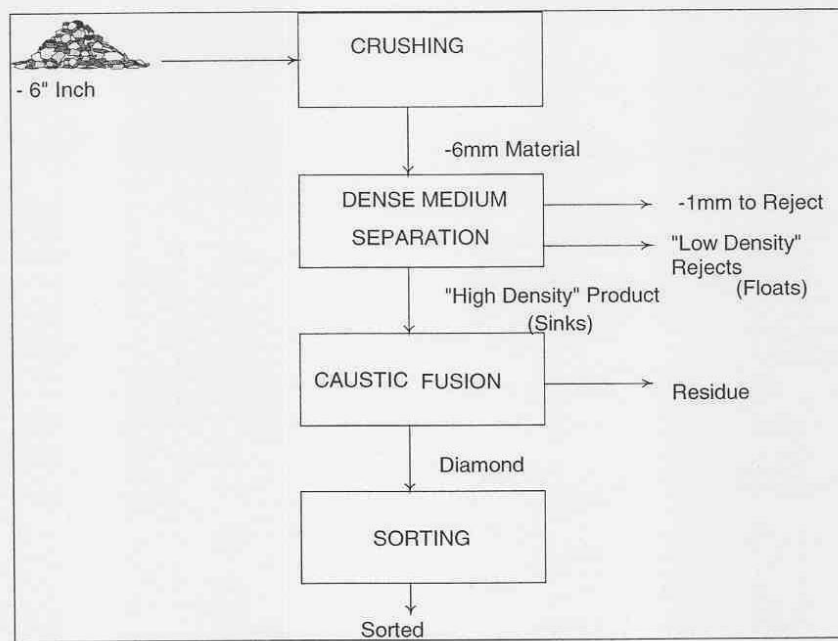 CRUSHING
- 6" Inch
-6mm Material
DENSE MEDIUM
SEPARATION
-1mm to Reject
"Low Density"
Rejects
(Floats)
"High Density" Product
(Sinks)
CAUSTIC FUSION
Residue
Diamond
SORTING
Sorted